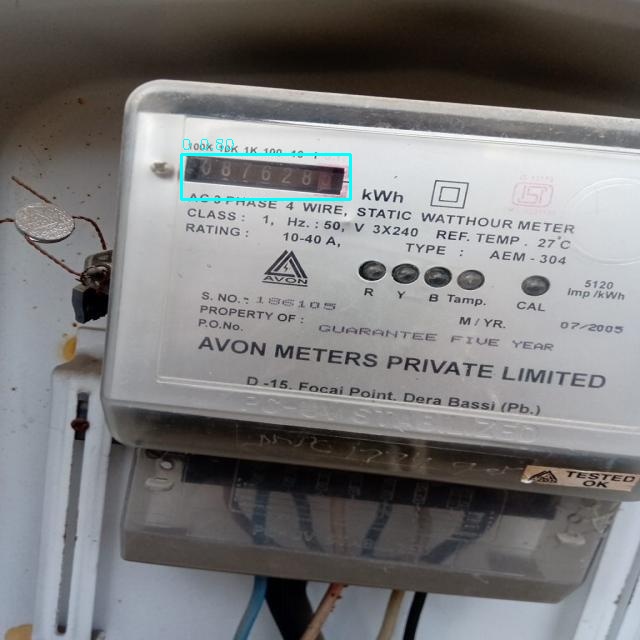 100K 10K 1K 100 10 1
087628
kWh
AC 3 PHASE 4 WIRE, STATIC WATTHOUR METER
CLASS : 1, Hz. : 50, V 3X240 REF. TEMP . 27°C
RATING : 10-40 A, TYPE : AEM - 304
AVON
R Y B Tamp. CAL
5120
Imp /kWh
S. NO. : 186105
PROPERTY OF :
M / YR. 07/2005
P.O.No. GUARANTEE FIVE YEAR
AVON METERS PRIVATE LIMITED
D -15, Focal Point, Dera Bassi (Pb.)
TESTED
OK